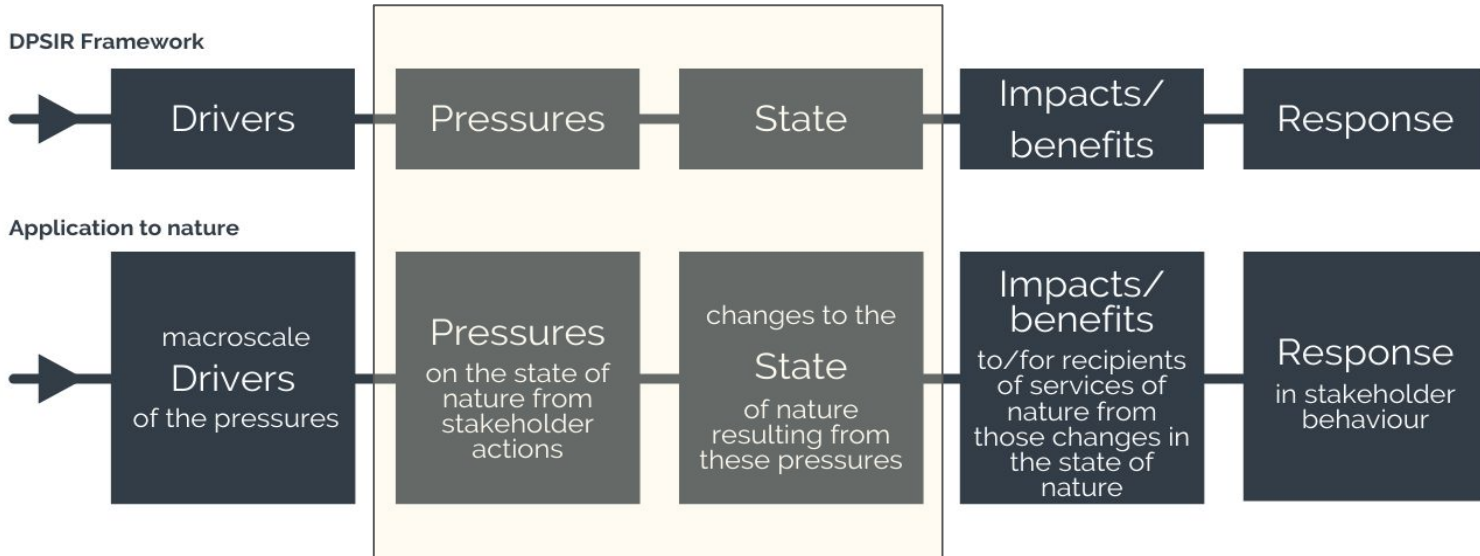 DPSIR Framework
Drivers
Pressures
State
Impacts/
benefits
Response
Application to nature
macroscale
Drivers
of the pressures
Pressures
on the state of
nature from
stakeholder
actions
changes to the
State
of nature
resulting from
these pressures
Impacts/
benefits
to/for recipients
of services of
nature from
those changes in
the state of
nature
Response
in stakeholder
behaviour